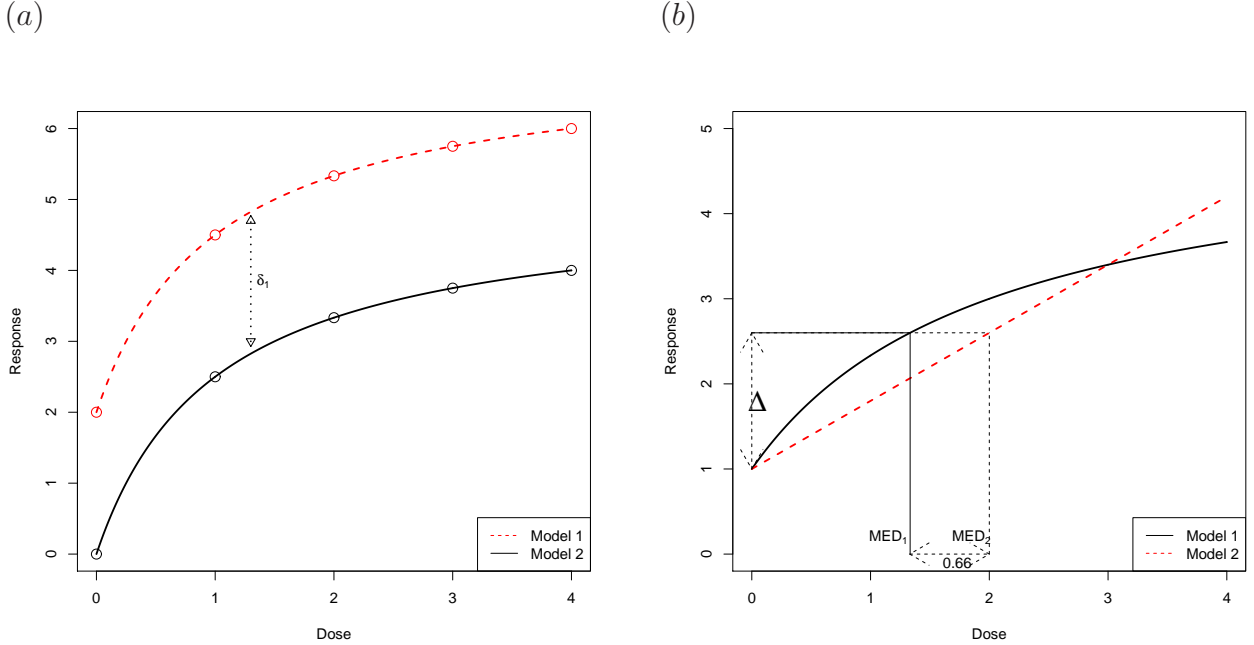 (a)
6
5
4
3
2
1
0
Response
δ1
Model 1
Model 2
0 1 2 3 4
Dose
(b)
5
4
3
2
1
0
Response
Δ
MED1 MED2
0.66
Model 1
Model 2
0 1 2 3 4
Dose